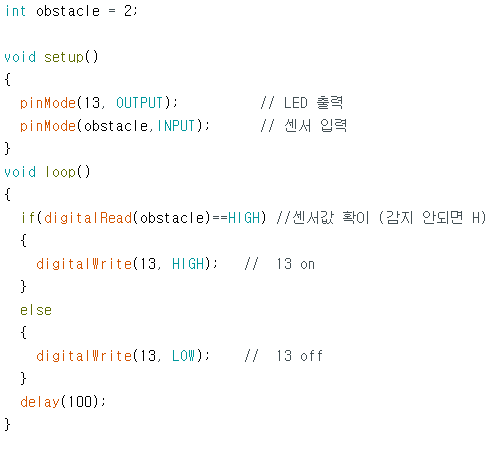 int obstacle = 2;
void setup()
{
pinMode(13, OUTPUT); // LED 출력
pinMode(obstacle,INPUT); // 센서 입력
}
void loop()
{
if(digitalRead(obstacle)==HIGH) //센서값 확이 (감지 안되면 H)
{
digitalWrite(13, HIGH); // 13 on
}
else
{
digitalWrite(13, LOW); // 13 off
}
delay(100);
}